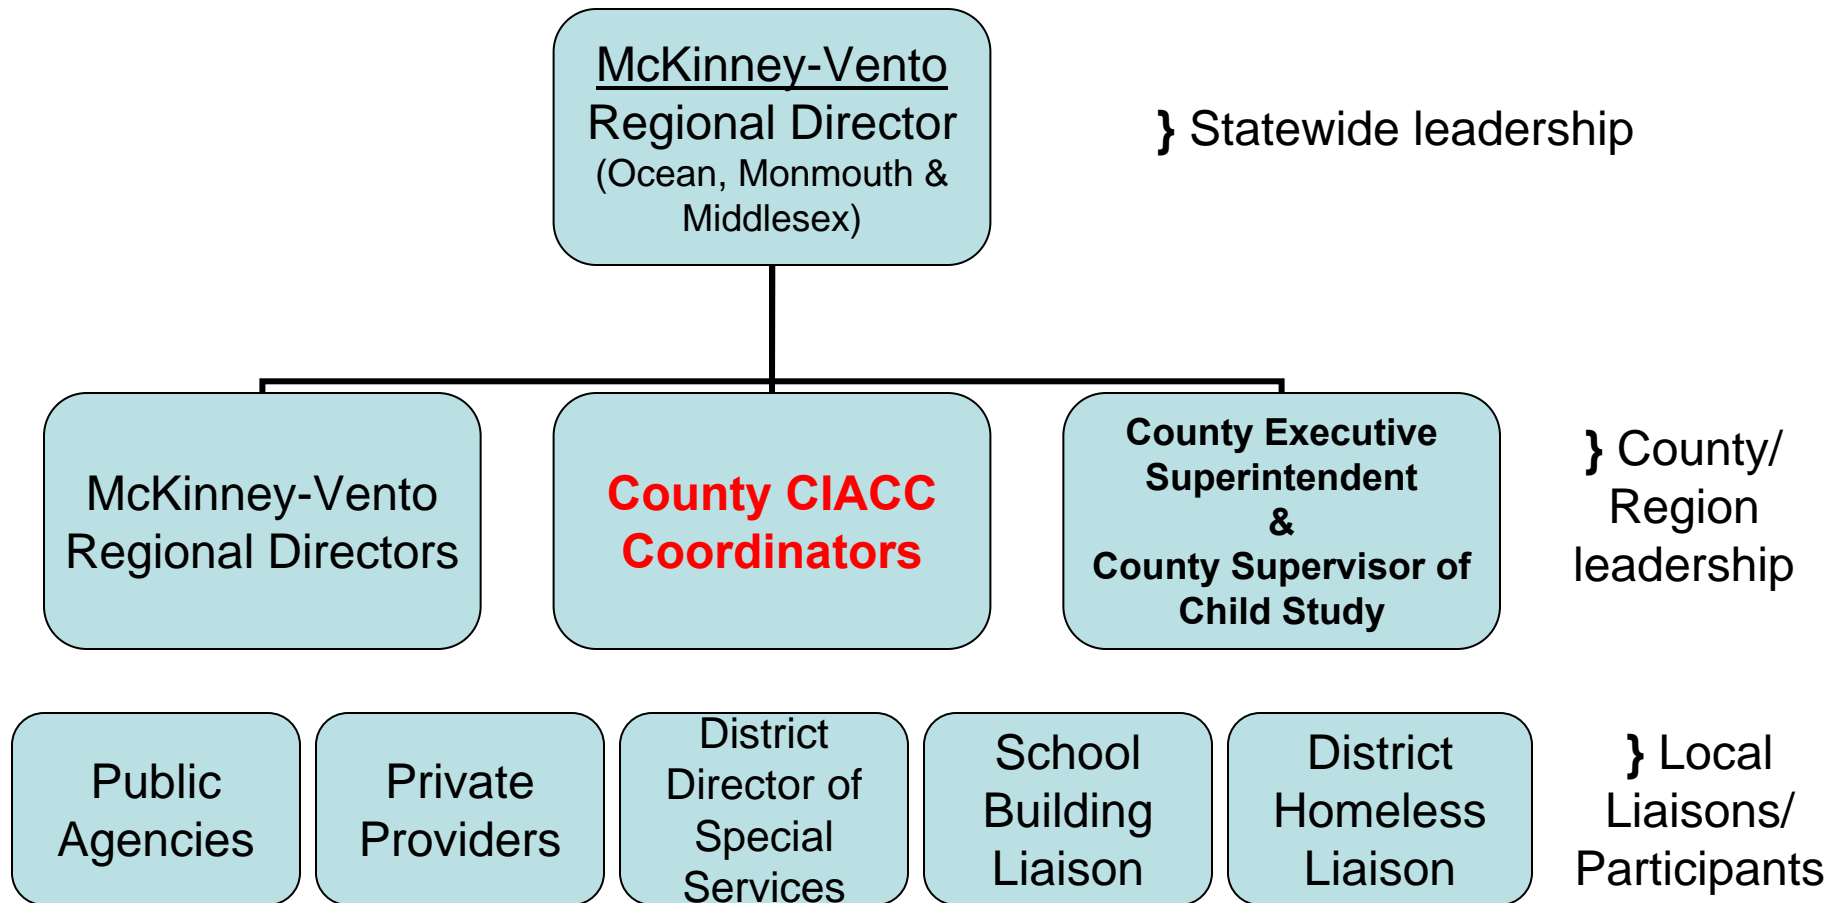 McKinney-Vento
Regional Director
(Ocean, Monmouth &
Middlesex)
} Statewide leadership
McKinney-Vento
Regional Directors
County CIACC
Coordinators
County Executive
Superintendent
&
County Supervisor of
Child Study
} County/
Region
leadership
Public
Agencies
Private
Providers
District
Director of
Special
Services
School
Building
Liaison
District
Homeless
Liaison
} Local
Liaisons/
Participants